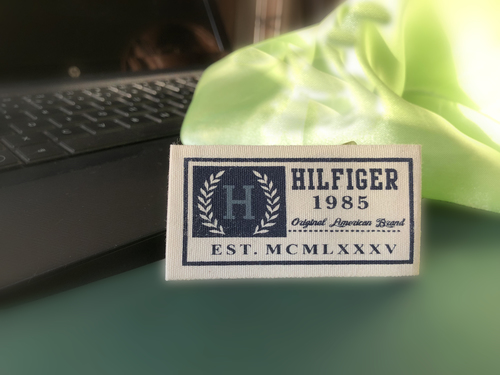 H
HILFIGER
1985
Original American Brand
EST. MCMLXXXV